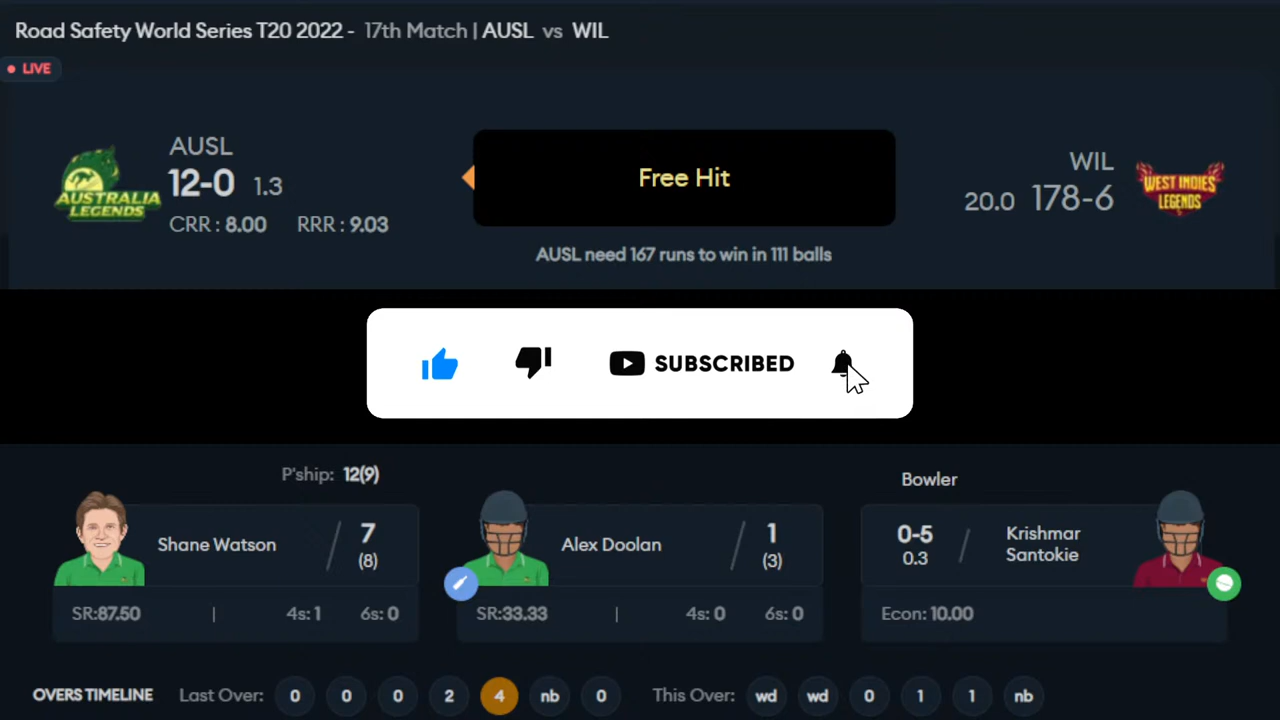 Road Safety World Series T20 2022 - 17th Match | AUSL vs WIL
LIVE
AUSTRALIA
LEGENDS
AUSL
12-0 1.3
CRR : 8.00 RRR : 9.03
Free Hit
AUSL need 167 runs to win in 111 balls
WIL
20.0 178-6
WEST INDIES
LEGENDS
SUBSCRIBED
P'ship: 12(9)
Shane Watson / 7
(8)
SR:87.50 | 4s: 1 6s: 0
Alex Doolan / 1
(3)
SR:33.33 | 4s: 0 6s: 0
Bowler
0-5 / Krishmar
0.3 Santokie
Econ: 10.00
OVERS TIMELINE Last Over: 0 0 0 2 4 nb 0 This Over: wd wd 0 1 1 nb